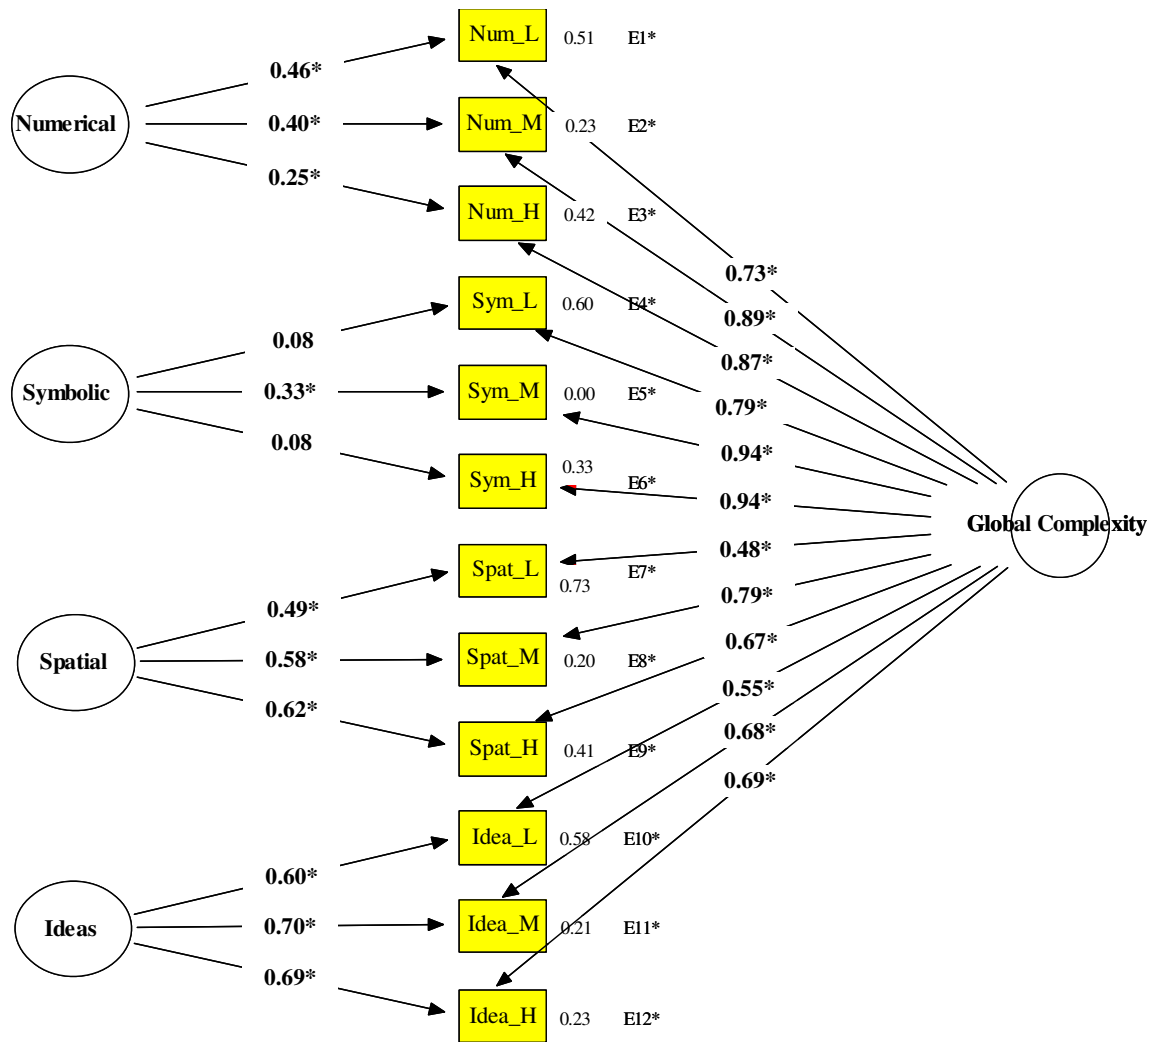 Num_L 0.51 E1*
0.46*
Numerical 0.40* Num_M 0.23 E2*
0.25*
Num_H 0.42 E3*
0.73*
Sym_L 0.60 E4*
0.89*
0.08
0.87*
Symbolic 0.33* Sym_M 0.00 E5*
0.79*
0.08
0.94*
Sym_H 0.33 E6*
0.94*
Global Complexity
0.48*
Spat_L 0.73 E7*
0.79*
0.49*
0.67*
Spatial 0.58* Spat_M 0.20 E8*
0.55*
0.62*
0.68*
Spat_H 0.41 E9*
0.69*
Idea_L 0.58 E10*
0.60*
Ideas 0.70* Idea_M 0.21 E11*
0.69*
Idea_H 0.23 E12*